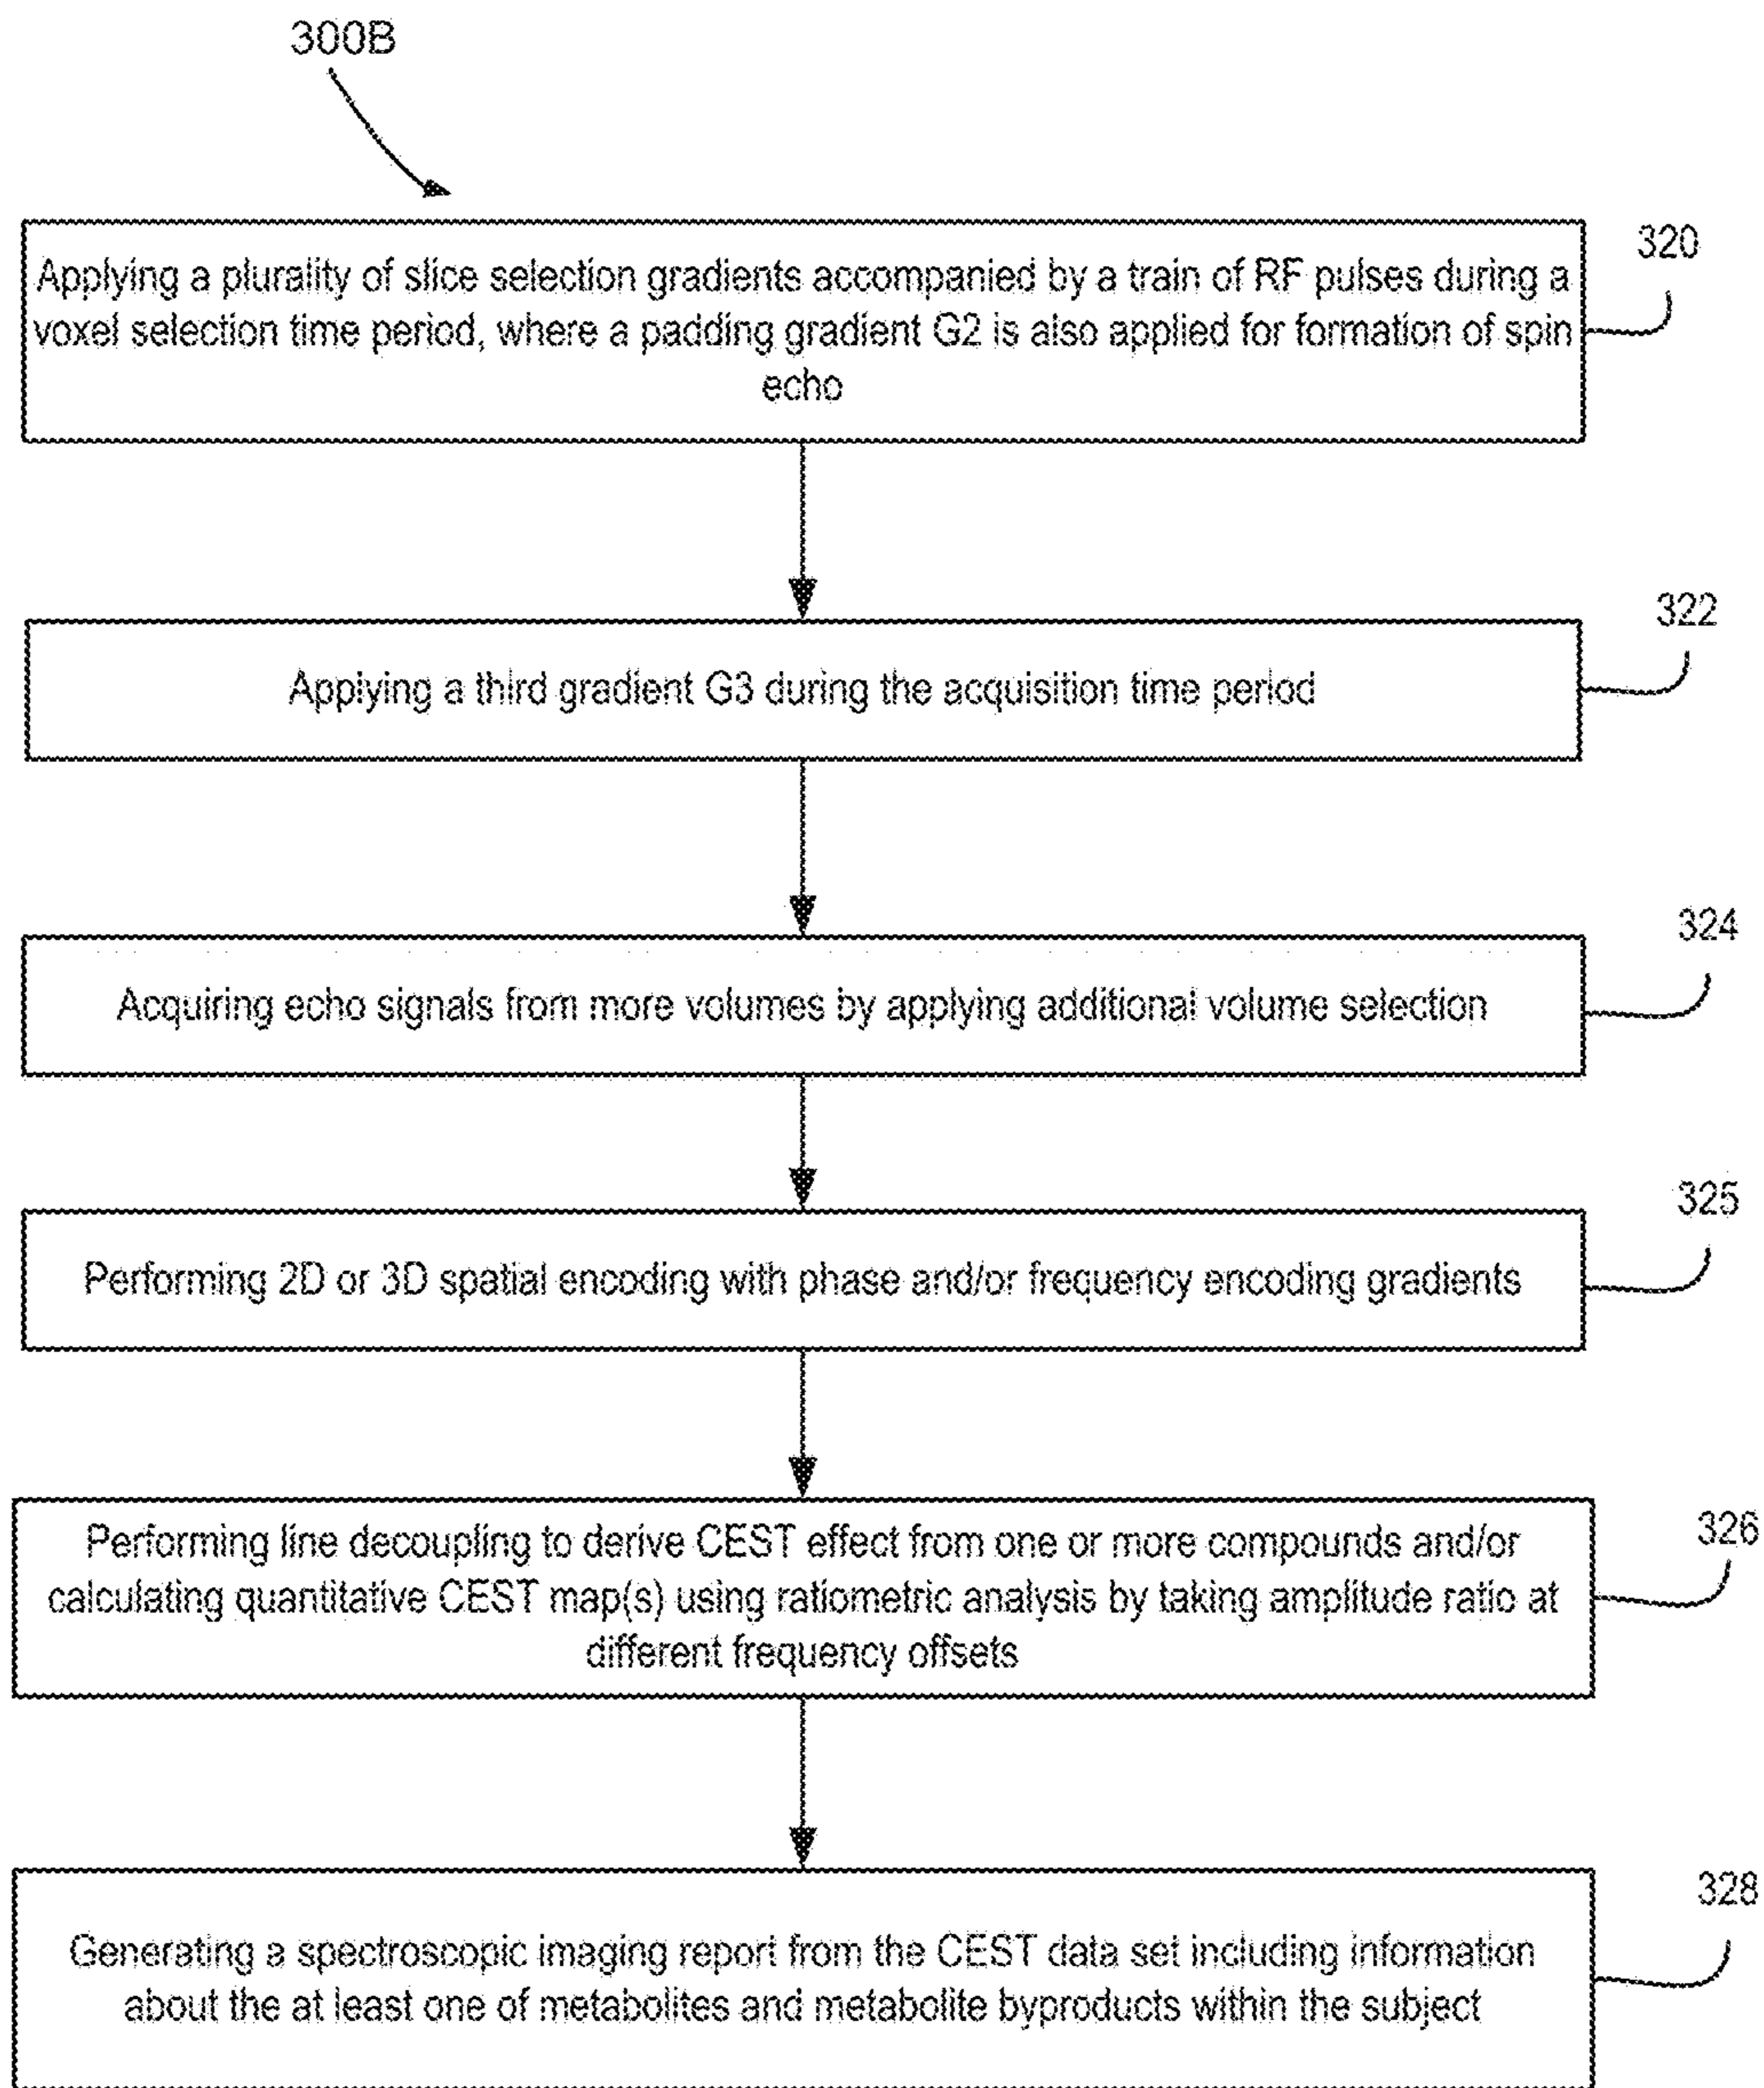 300B
320
Applying a plurality of slice selection gradients accompanied by a train of RF pulses during a
voxel selection time period, where a padding gradient G2 is also applied for formation of spin
echo
322
Applying a third gradient G3 during the acquisition time period
324
Acquiring echo signals from more volumes by applying additional volume selection
325
Performing 2D or 3D spatial encoding with phase and/or frequency encoding gradients
326
Performing line decoupling to derive CEST effect from one or more compounds and/or
calculating quantitative CEST map(s) using ratiometric analysis by taking amplitude ratio at
different frequency offsets
328
Generating a spectroscopic imaging report from the CEST data set including information
about the at least one of metabolites and metabolite byproducts within the subject